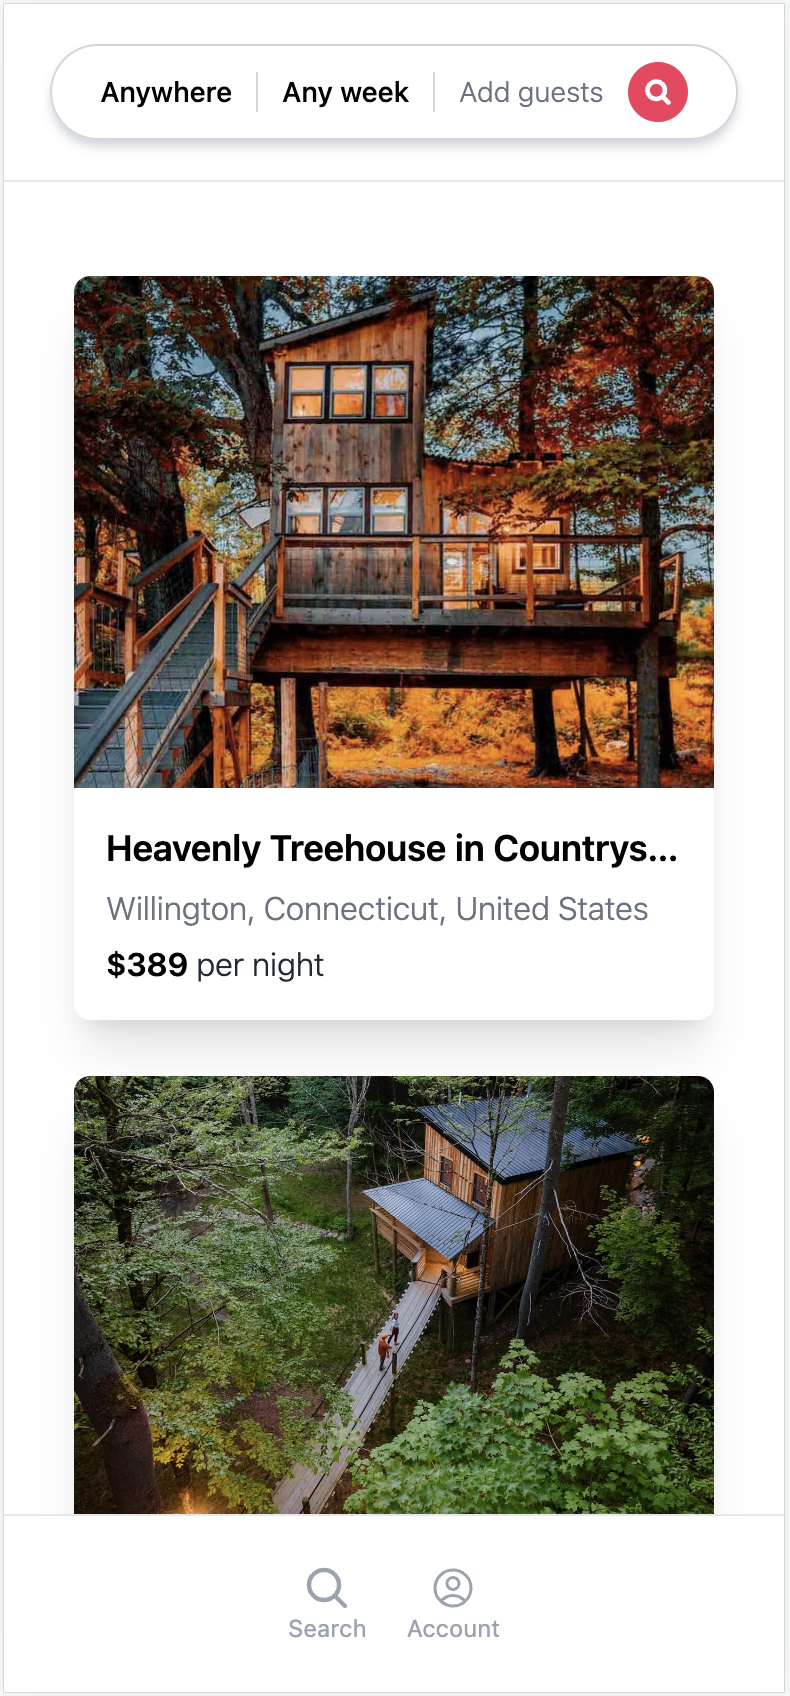 Anywhere Any week Add guests
Heavenly Treehouse in Countrys...
Willington, Connecticut, United States
$389 per night
Search Account